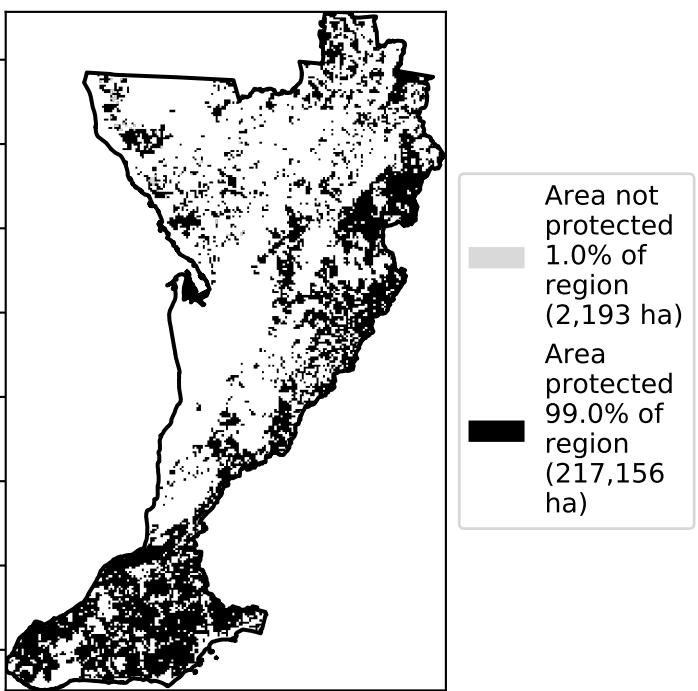 Area not
protected
1.0% of
region
(2,193 ha)
Area
protected
99.0% of
region
(217,156
ha)